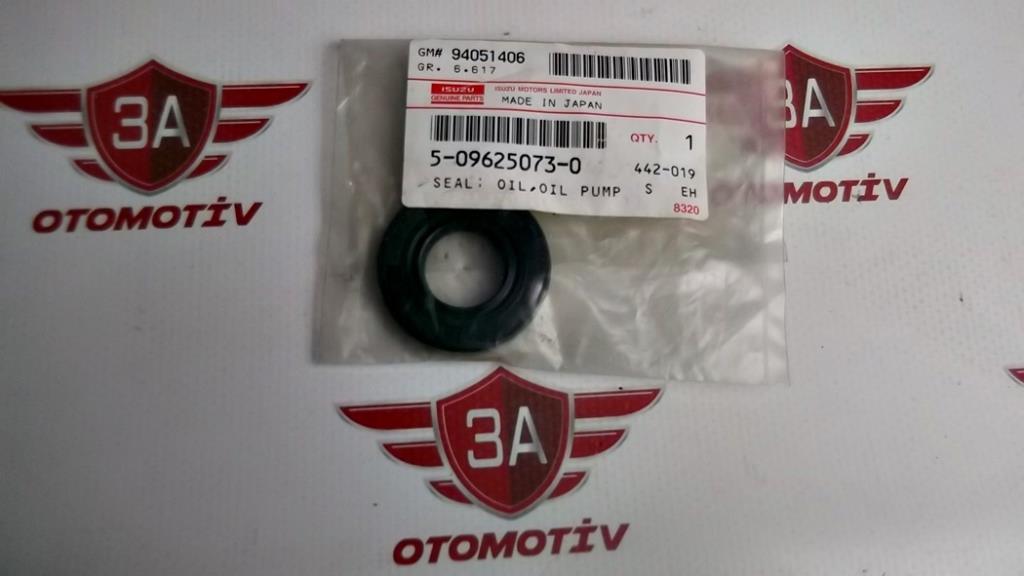 GM# 94051406
GR. 6.617
ISUZU
GENUINE PARTS
ISUZU MOTORS LIMITED JAPAN
MADE IN JAPAN
QTY. 1
5-09625073-0
442-019
SEAL: OIL,OIL PUMP S EH
8320
3A
OTOMOTİV
3A
3A
OTOMOTİV